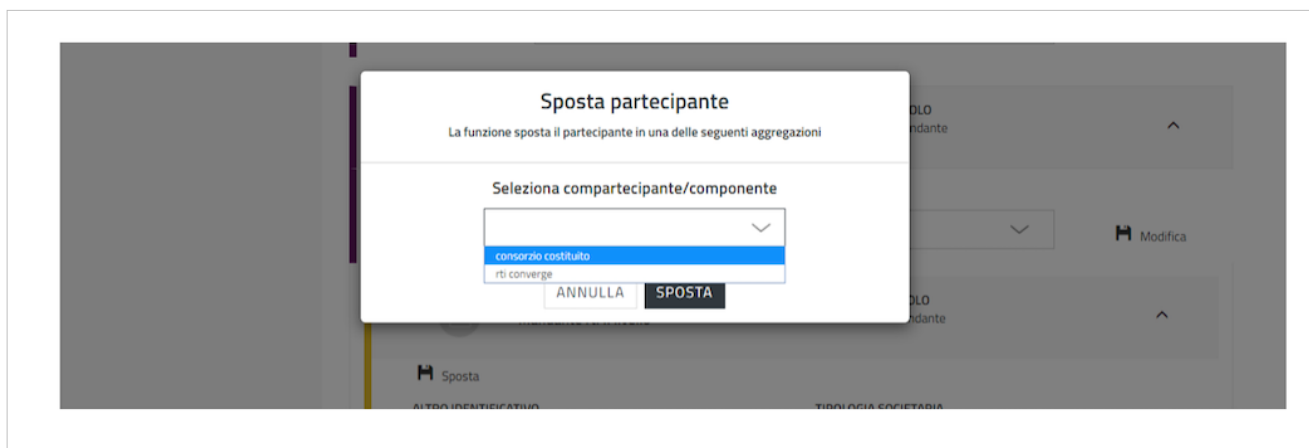 Sposta partecipante
La funzione sposta il partecipante in una delle seguenti aggregazioni
Seleziona compartecipante/componente
consorzio costituito
rti converge
ANNULLA
SPOSTA
Modifica
Sposta
ALTRO IDENTIFICATIVO
TIPOLOGIA SOCIETARIA